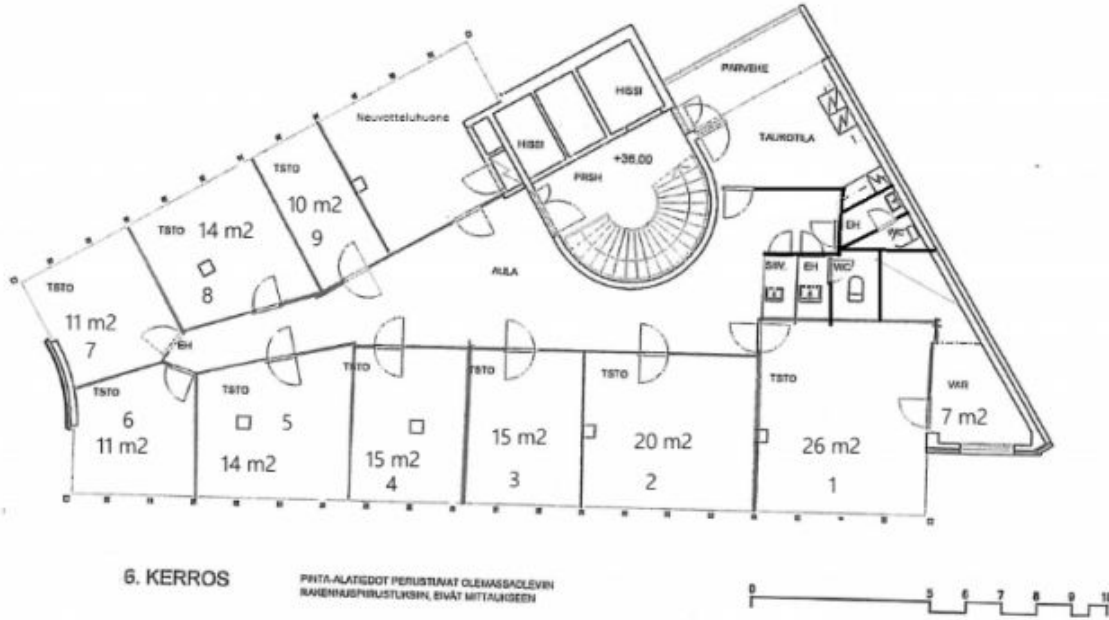 PARVEKE
HISSI
Neuvotteluhuone
HISSI
TAUKOTILA
+36,00
TSTO
PRSH
10 m2
9
TSTO 14 m2
8
EH
WC
AULA
SIIV.
EH
WC
TSTO
11 m2
7
EH
TSTO
6
11 m2
TSTO
5
14 m2
TSTO
15 m2
4
TSTO
15 m2
3
TSTO
20 m2
2
TSTO
26 m2
1
VAR
7 m2
6. KERROS
PINTA-ALATIEDOT PERUSTUVAT OLEMASSAOLEVIIN
RAKENNUSPIIRUSTUKSIIN, EIVÄT MITTAUKSEEN
0 5 6 7 8 9 10